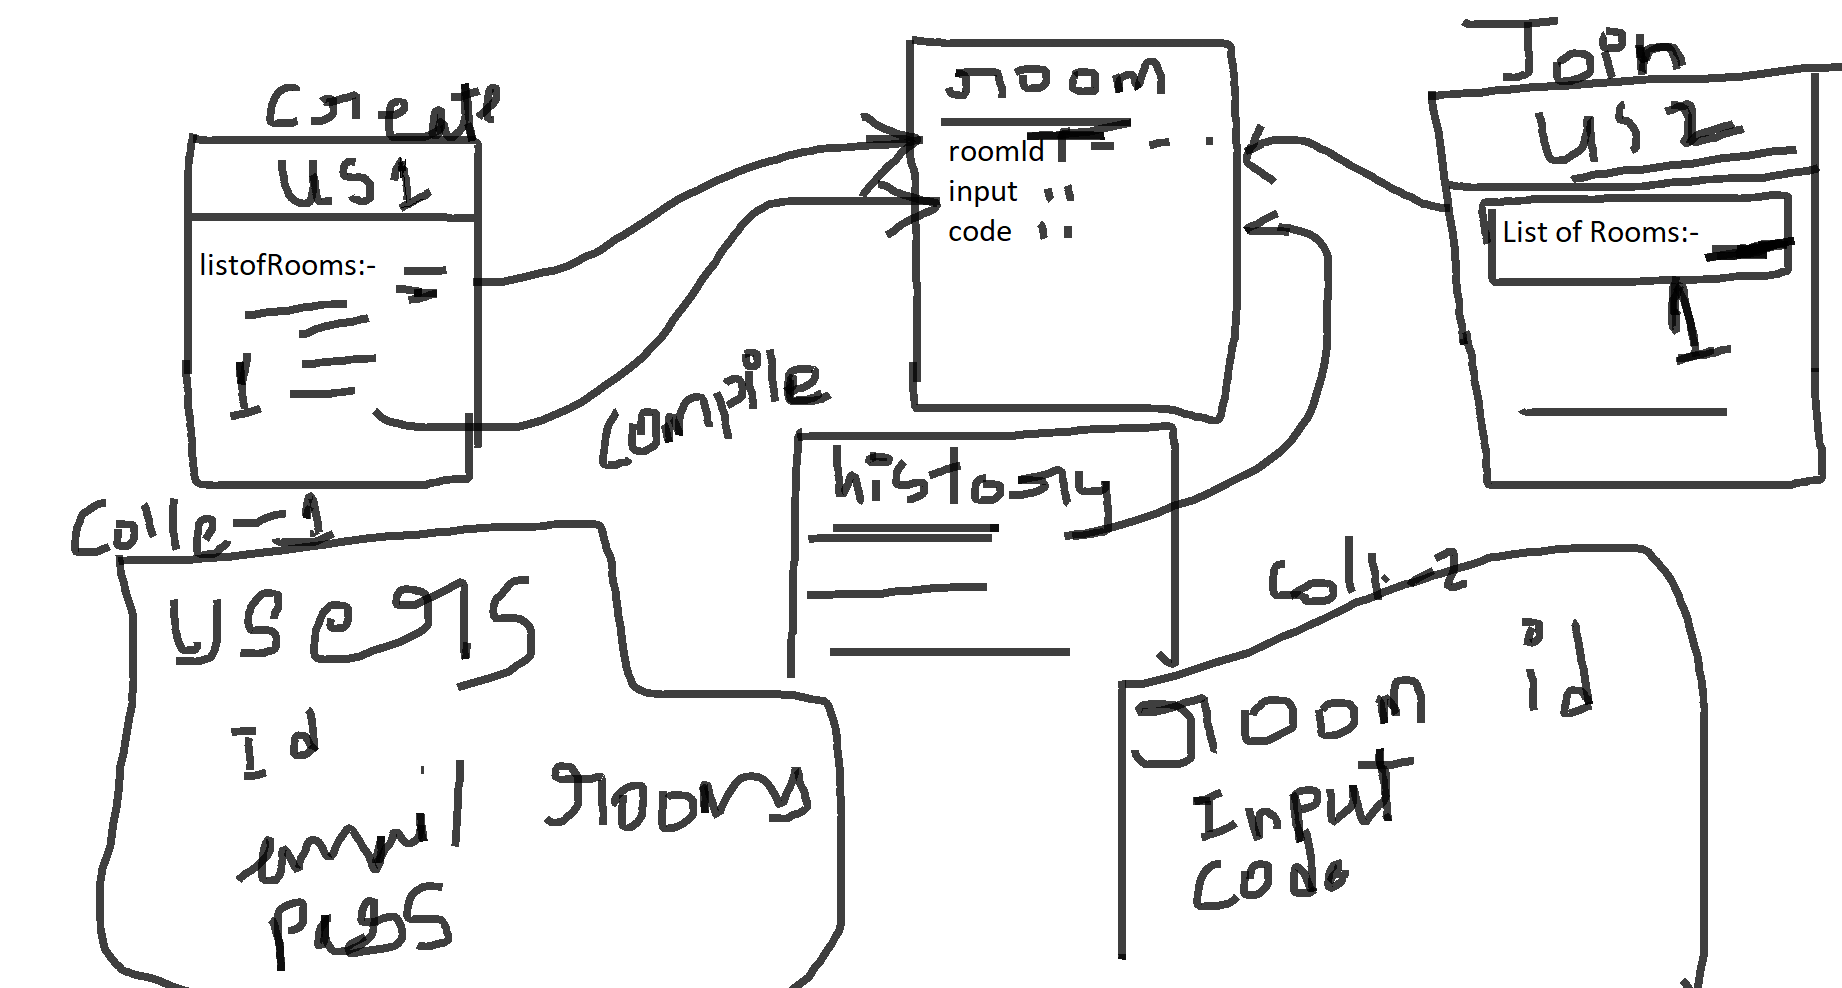 Create
US1
listofRooms:-
room
roomId
input
code
Join
US2
List of Rooms:-
1
compile
history
Colle-1
users
Id
email
pass
rooms
Coll.-2
room id
Input
Code